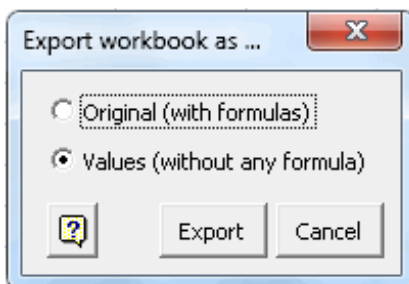 Export workbook as ...
Original (with formulas)
Values (without any formula)
?
Export Cancel